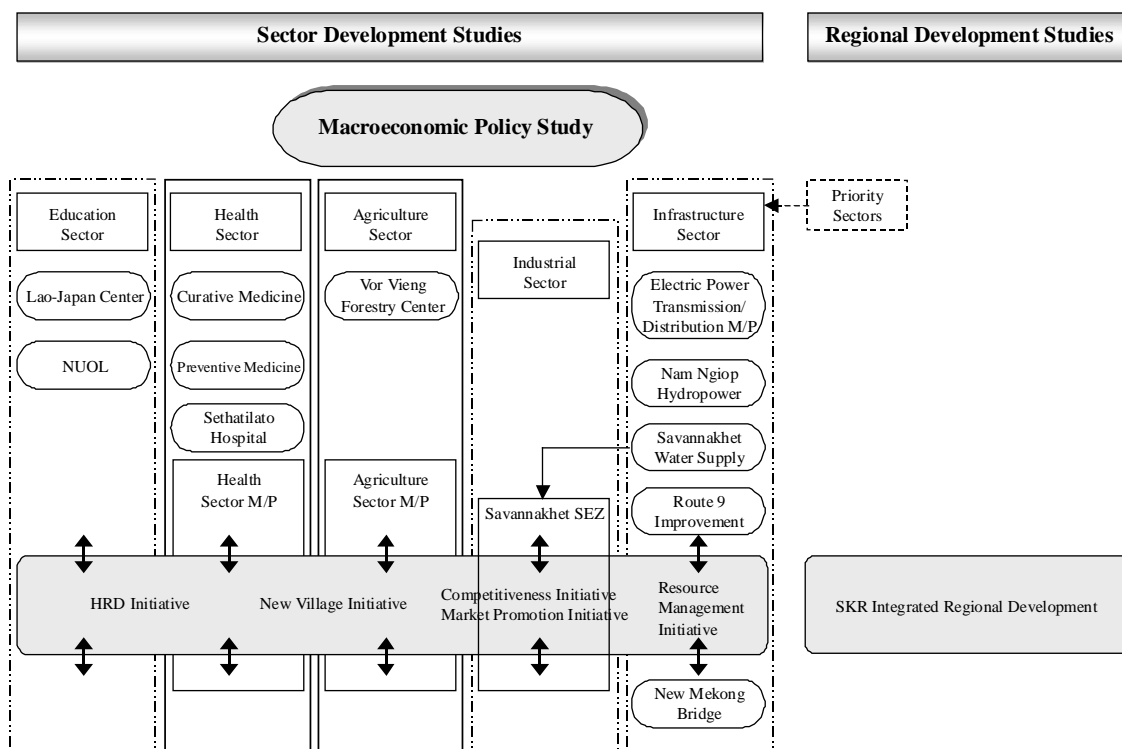 Sector Development Studies
Regional Development Studies
Macroeconomic Policy Study
Education
Sector
Lao-Japan Center
NUOL
Health
Sector
Curative Medicine
Preventive Medicine
Sethatilato
Hospital
Health
Sector M/P
Agriculture
Sector
Vor Vieng
Forestry Center
Agriculture
Sector M/P
Industrial
Sector
Savannakhet SEZ
Infrastructure
Sector
Electric Power
Transmission/
Distribution M/P
Nam Ngiop
Hydropower
Savannakhet
Water Supply
Route 9
Improvement
Priority
Sectors
HRD Initiative
New Village Initiative
Competitiveness Initiative
Market Promotion Initiative
Resource
Management
Initiative
SKR Integrated Regional Development
New Mekong
Bridge